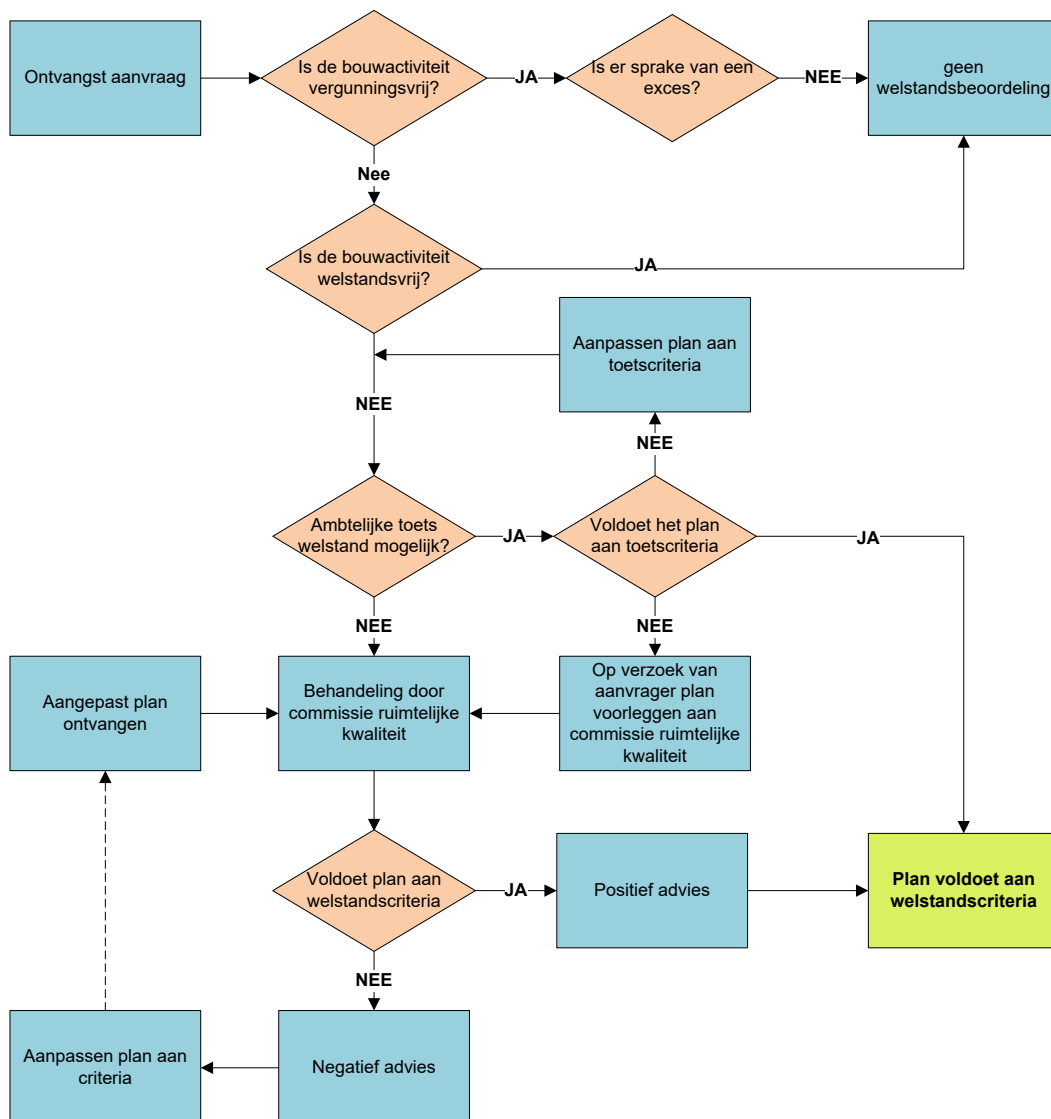 Ontvangst aanvraag
Is de bouwactiviteit
vergunningsvrij?
JA
Is er sprake van een
exces?
NEE
geen
welstandsbeoordeling
Nee
Is de bouwactiviteit
welstandsvrij?
JA
Aanpassen plan aan
toetscriteria
NEE
NEE
Ambtelijke toets
welstand mogelijk?
JA
Voldoet het plan
aan toetscriteria
JA
NEE
NEE
Aangepast plan
ontvangen
Behandeling door
commissie ruimtelijke
kwaliteit
Op verzoek van
aanvrager plan
voorleggen aan
commissie ruimtelijke
kwaliteit
Voldoet plan aan
welstandscriteria
JA
Positief advies
Plan voldoet aan
welstandscriteria
NEE
Aanpassen plan aan
criteria
Negatief advies